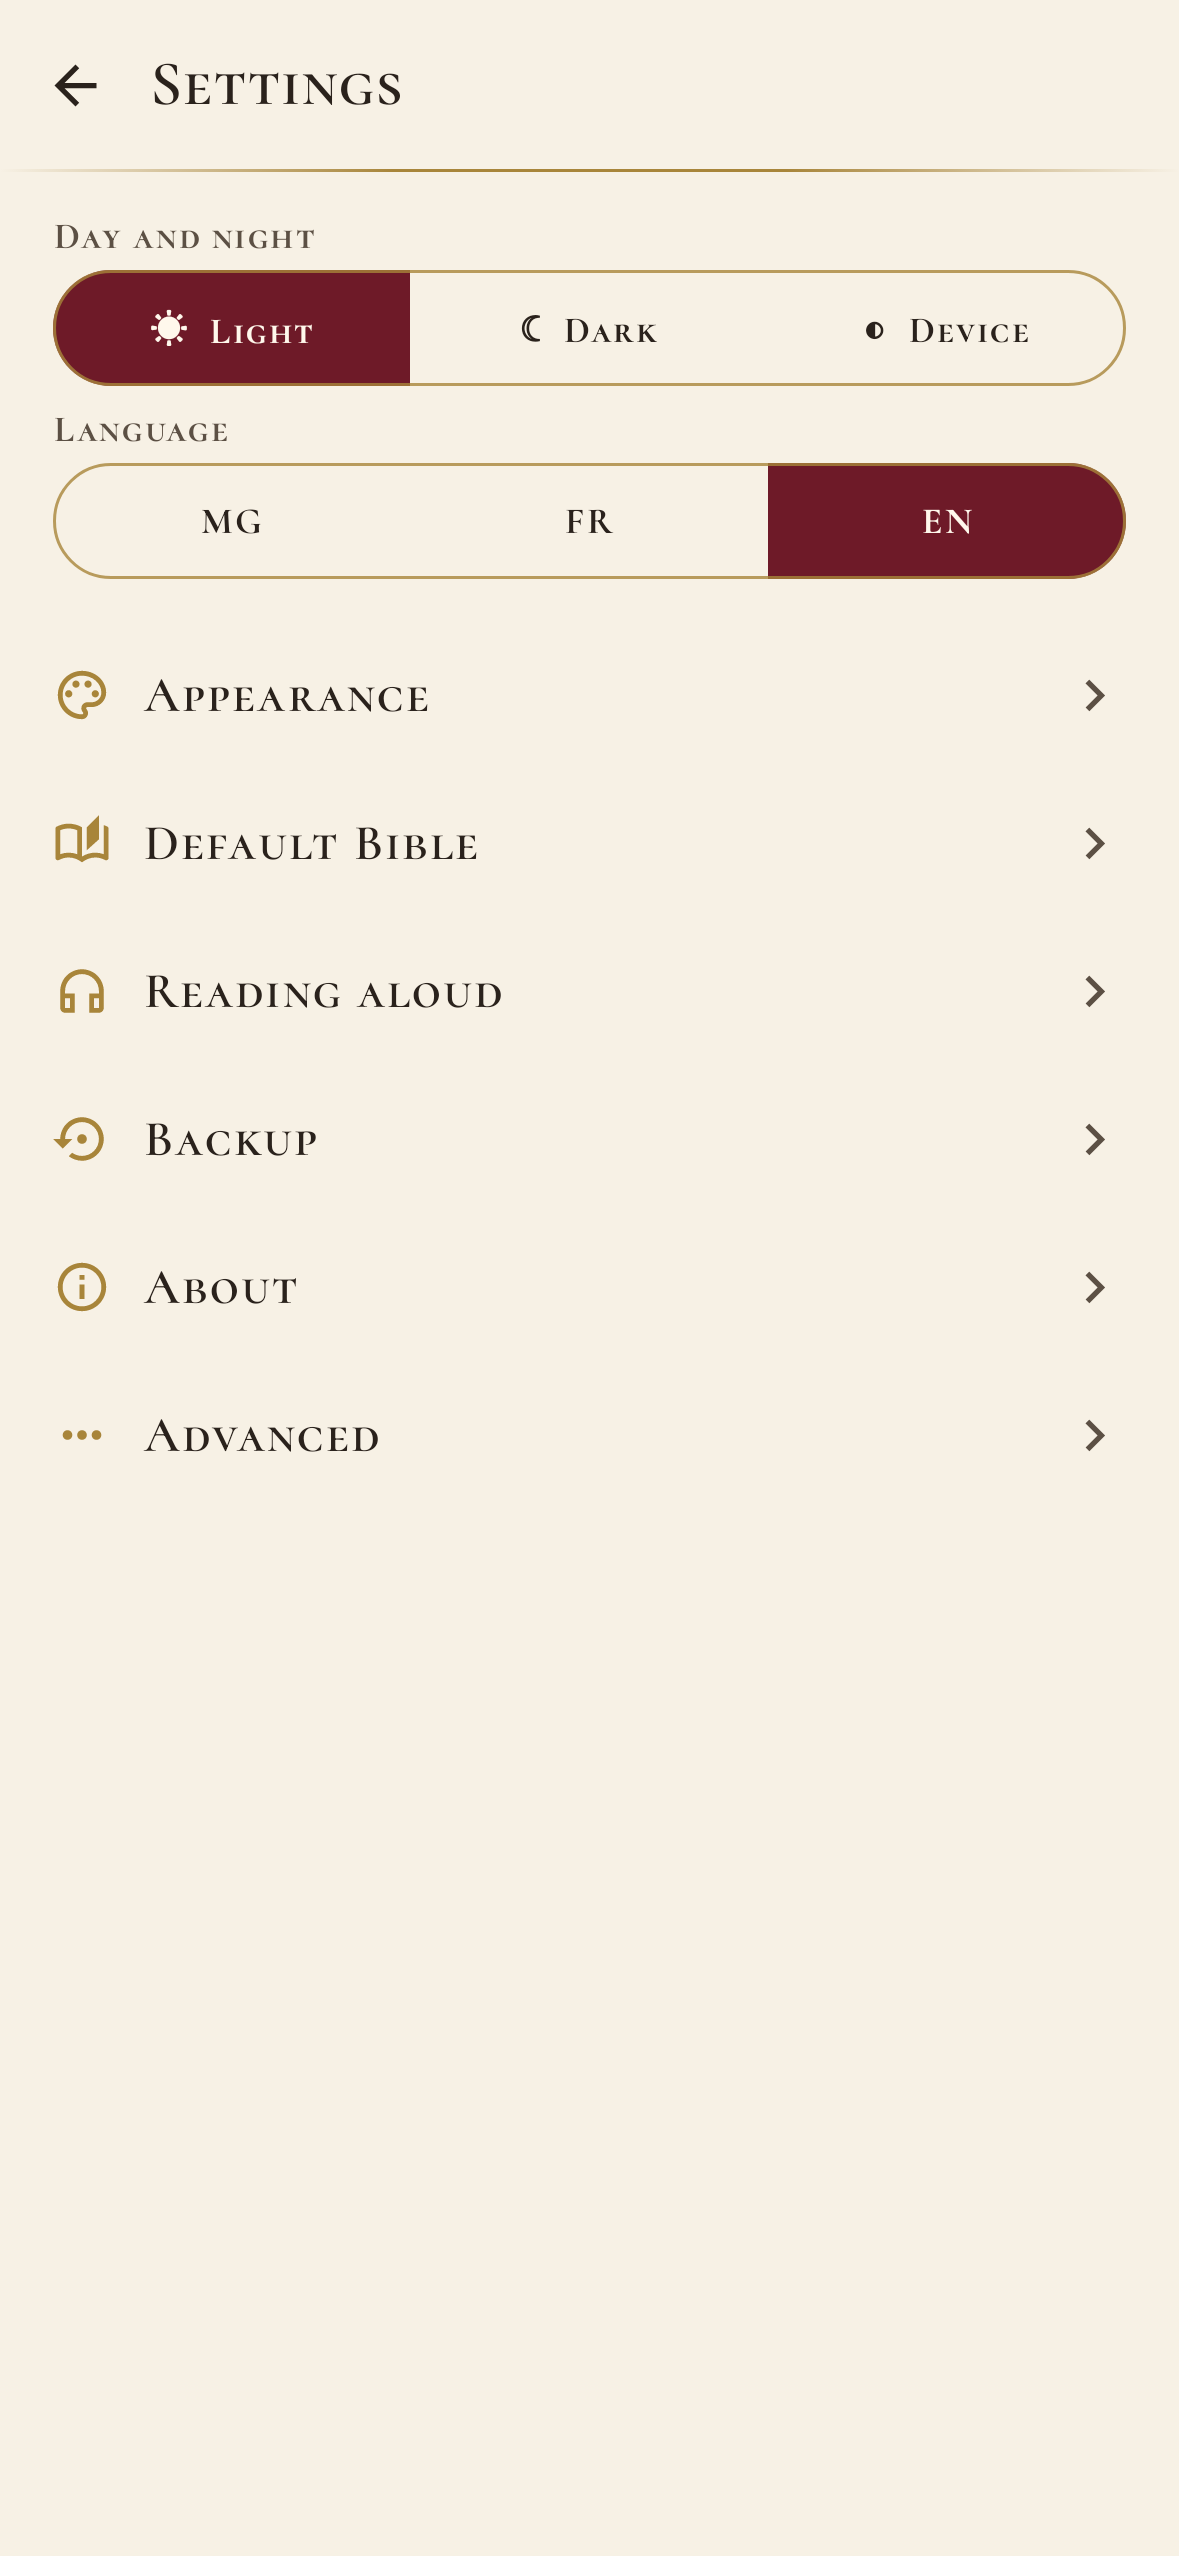 Settings
Day and night
Light Dark Device
Language
MG FR EN
Appearance
Default Bible
Reading aloud
Backup
About
Advanced